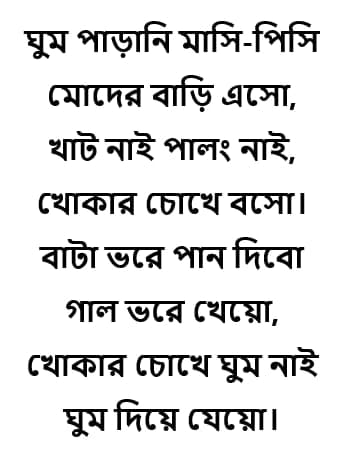 ঘুম পাড়ানি মাসি-পিসি
মোদের বাড়ি এসো,
খাট নাই পালং নাই,
খোকার চোখে বসো।
বাটা ভরে পান দিবো
গাল ভরে খেয়ো,
খোকার চোখে ঘুম নাই
ঘুম দিয়ে যেয়ো।